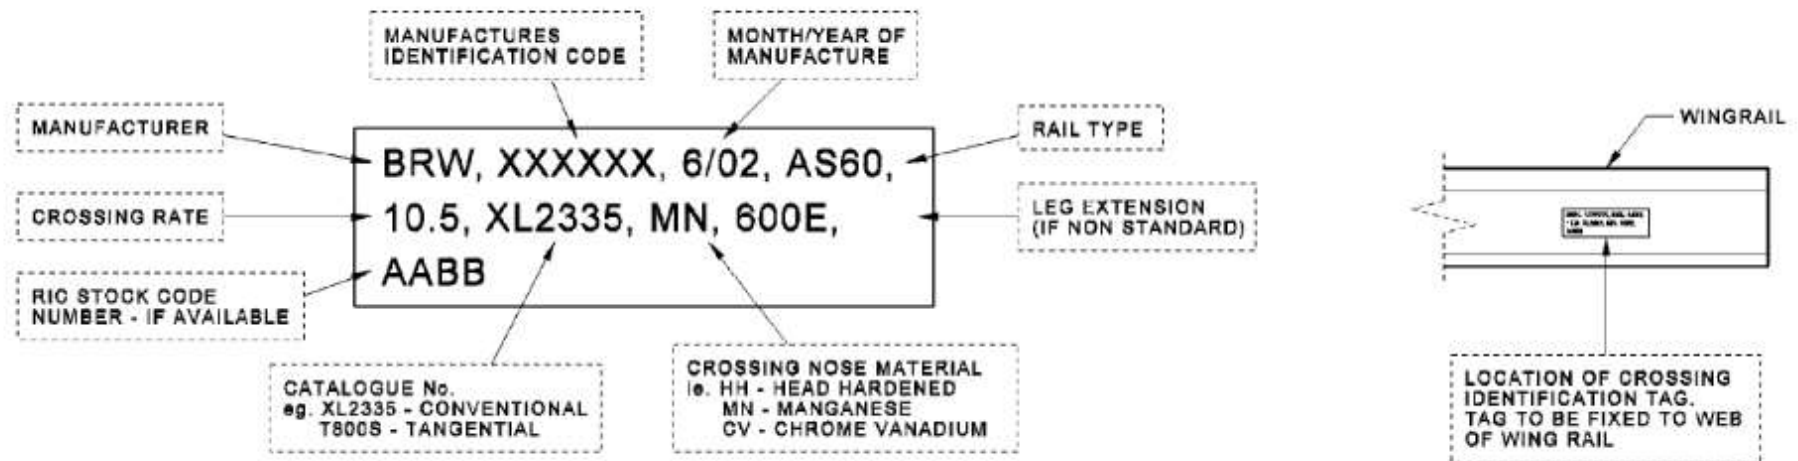 MANUFACTURES
IDENTIFICATION CODE
MONTH/YEAR OF
MANUFACTURE
MANUFACTURER
RAIL TYPE
BRW, XXXXXX, 6/02, AS60,
10.5, XL2335, MN, 600E,
AABB
CROSSING RATE
LEG EXTENSION
(IF NON STANDARD)
RIC STOCK CODE
NUMBER - IF AVAILABLE
CATALOGUE No.
eg. XL2335 - CONVENTIONAL
T800S - TANGENTIAL
CROSSING NOSE MATERIAL
ie. HH - HEAD HARDENED
MN - MANGANESE
CV - CHROME VANADIUM
WINGRAIL
LOCATION OF CROSSING
IDENTIFICATION TAG.
TAG TO BE FIXED TO WEB
OF WING RAIL